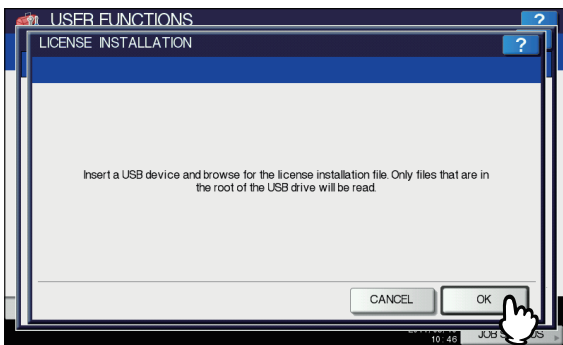 USER FUNCTIONS
?
LICENSE INSTALLATION
?
Insert a USB device and browse for the license installation file. Only files that are in
the root of the USB drive will be read.
CANCEL
OK
10:46
JOB